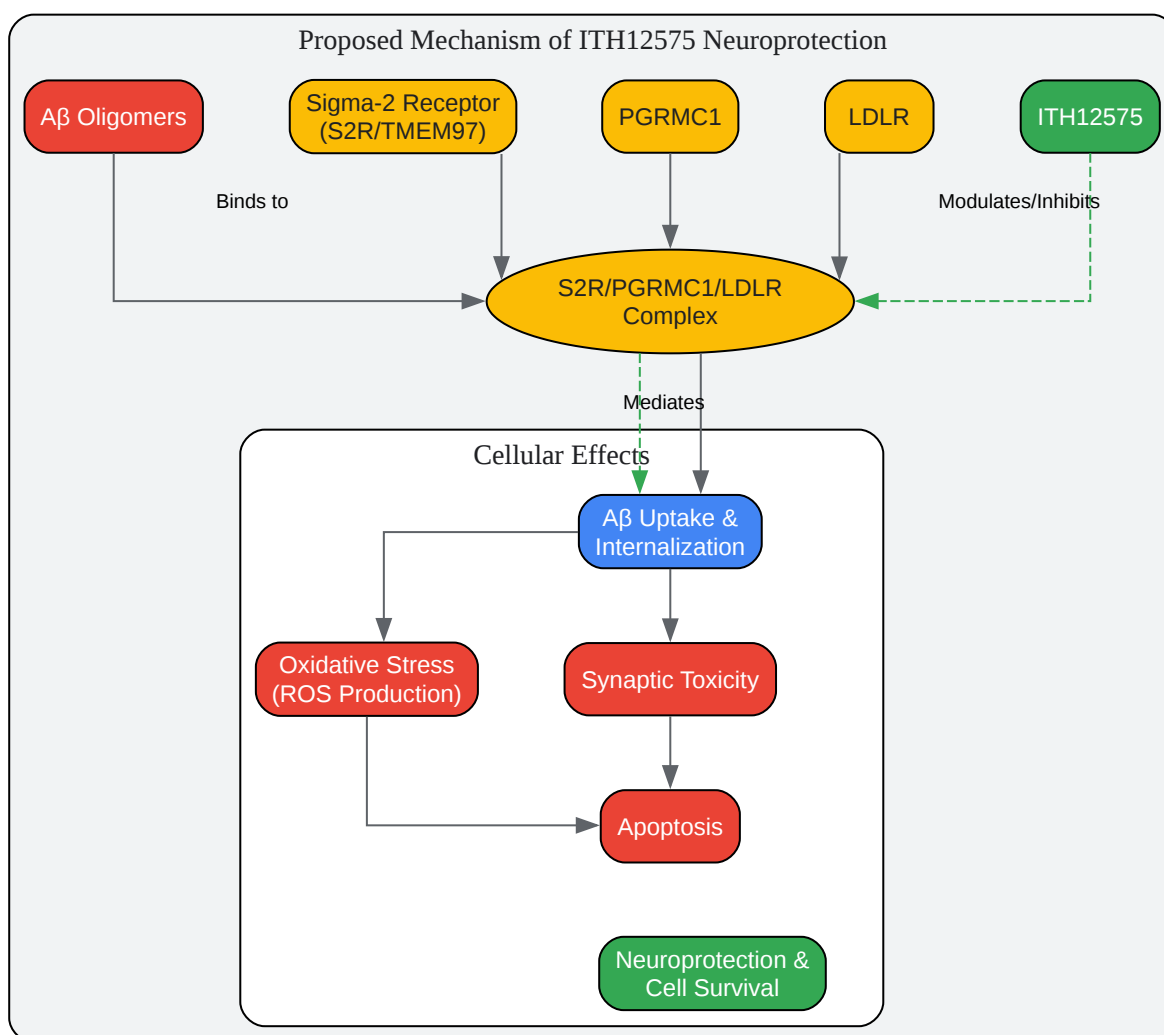 Proposed Mechanism of ITH12575 Neuroprotection
Aβ Oligomers
Sigma-2 Receptor
(S2R/TMEM97)
PGRMC1
LDLR
ITH12575
Binds to
Modulates/Inhibits
S2R/PGRMC1/LDLR
Complex
Mediates
Cellular Effects
Aβ Uptake &
Internalization
Oxidative Stress
(ROS Production)
Synaptic Toxicity
Apoptosis
Neuroprotection &
Cell Survival